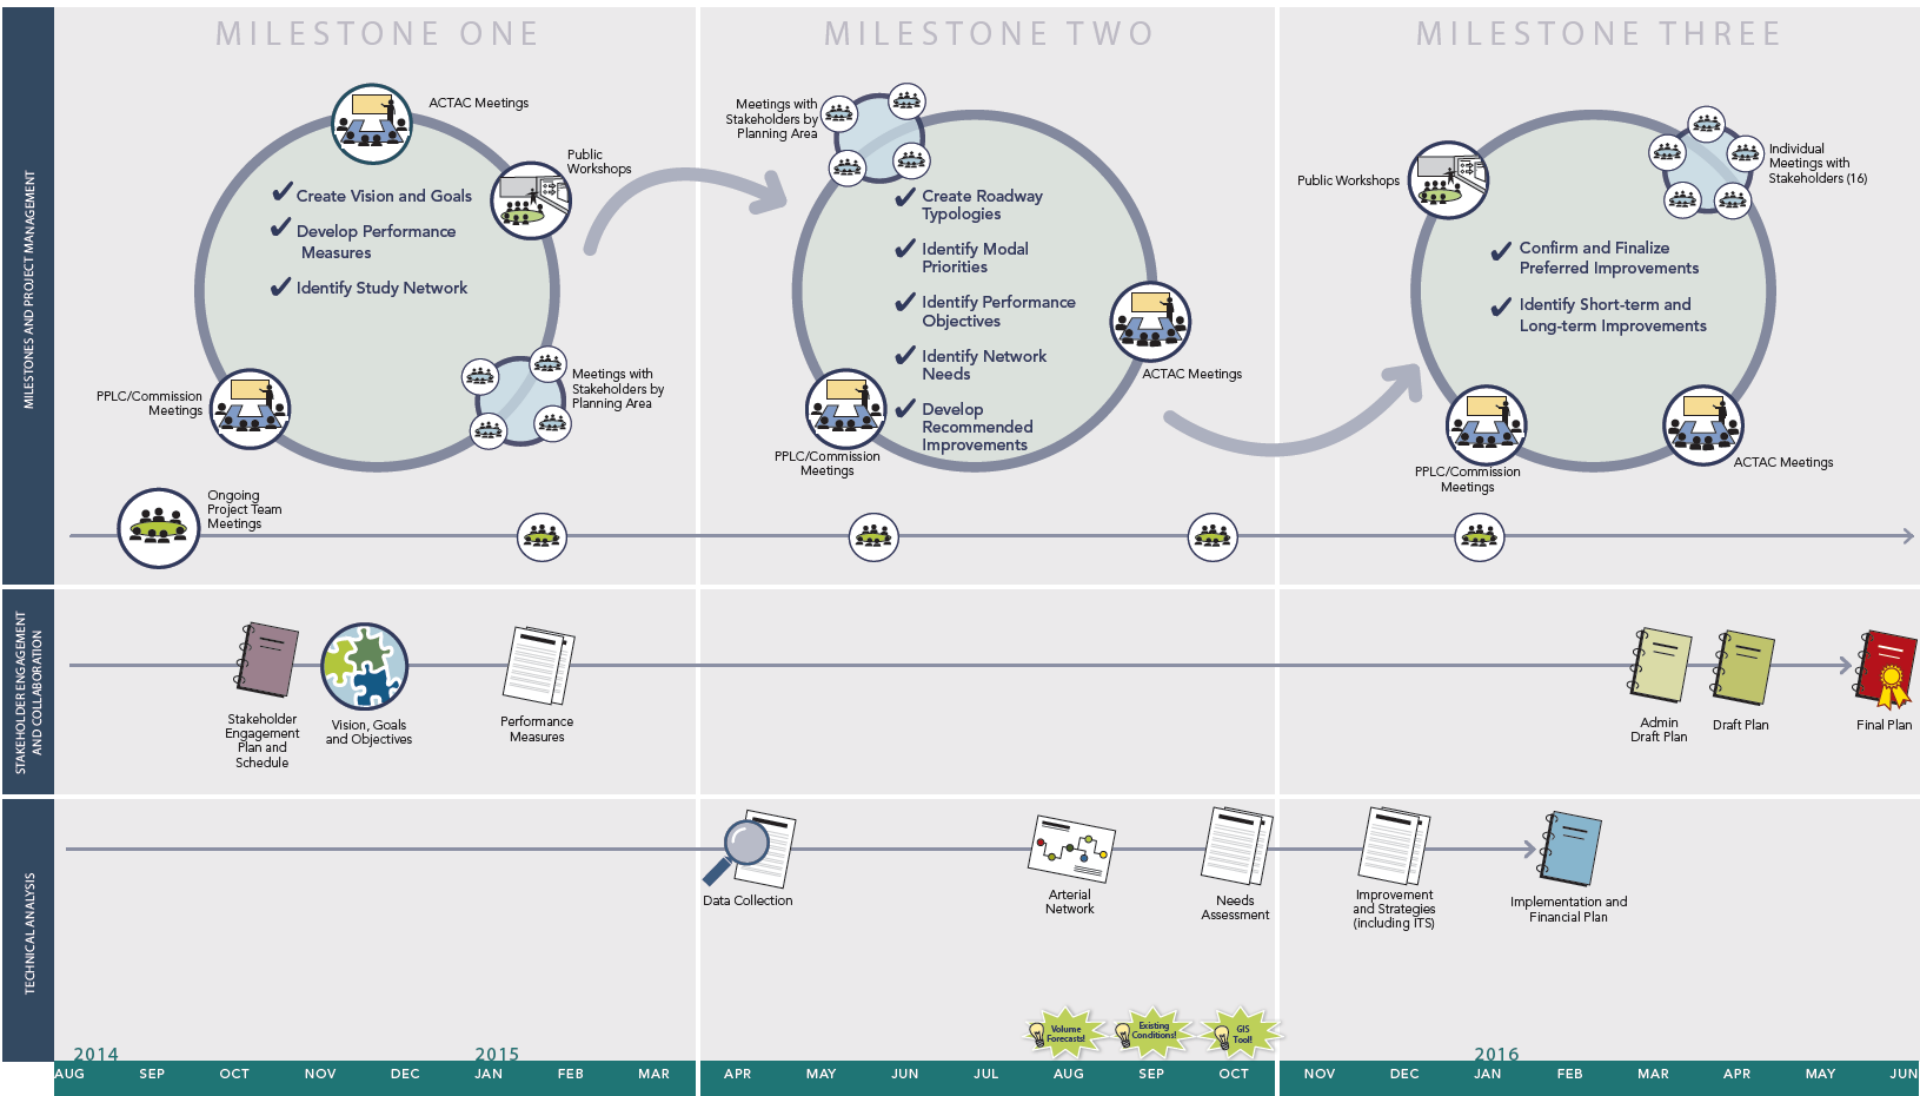 MILESTONE ONE
MILESTONE TWO
MILESTONE THREE
MILESTONES AND PROJECT MANAGEMENT
ACTAC Meetings
Public
Workshops
✔ Create Vision and Goals
✔ Develop Performance
Measures
✔ Identify Study Network
PPLC/Commission
Meetings
Meetings with
Stakeholders by
Planning Area
Ongoing
Project Team
Meetings
Meetings with
Stakeholders by
Planning Area
✔ Create Roadway
Typologies
✔ Identify Modal
Priorities
✔ Identify Performance
Objectives
✔ Identify Network
Needs
✔ Develop
Recommended
Improvements
ACTAC Meetings
PPLC/Commission
Meetings
Public Workshops
Individual
Meetings with
Stakeholders (16)
✔ Confirm and Finalize
Preferred Improvements
✔ Identify Short-term and
Long-term Improvements
PPLC/Commission
Meetings
ACTAC Meetings
STAKEHOLDER ENGAGEMENT
AND COLLABORATION
Stakeholder
Engagement
Plan and
Schedule
Vision, Goals
and Objectives
Performance
Measures
Admin
Draft Plan
Draft Plan
Final Plan
TECHNICAL ANALYSIS
Data Collection
Arterial
Network
Needs
Assessment
Improvement
and Strategies
(including ITS)
Implementation and
Financial Plan
Volume
Forecasts!
Existing
Conditions!
GIS
Tool!
2014
2015
2016
AUG SEP OCT NOV DEC JAN FEB MAR APR MAY JUN JUL AUG SEP OCT NOV DEC JAN FEB MAR APR MAY JUN